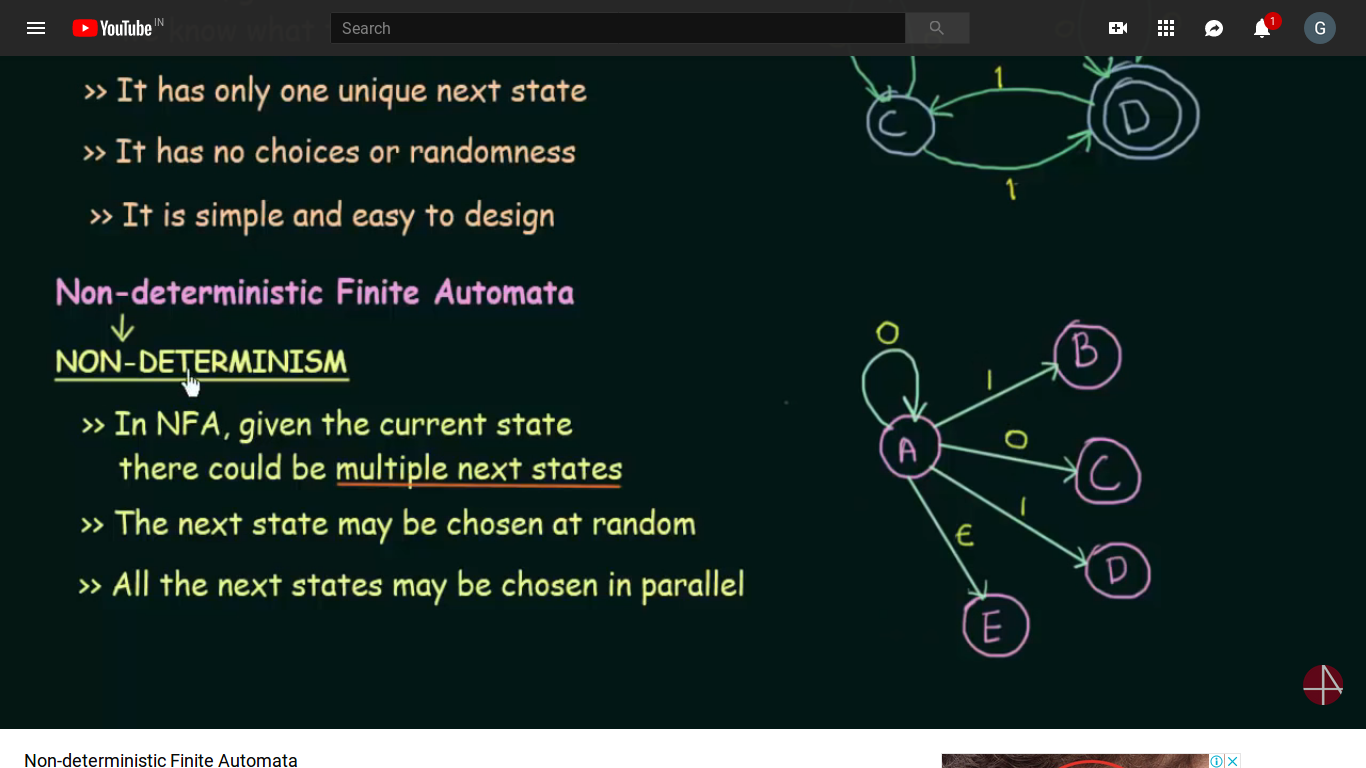 YouTube IN
Search
1
G
know what
>> It has only one unique next state
>> It has no choices or randomness
>> It is simple and easy to design
1
C
D
1
Non-deterministic Finite Automata
NON-DETERMINISM
>> In NFA, given the current state
there could be multiple next states
>> The next state may be chosen at random
>> All the next states may be chosen in parallel
0
1
B
A
0
C
1
D
ϵ
E
Non-deterministic Finite Automata